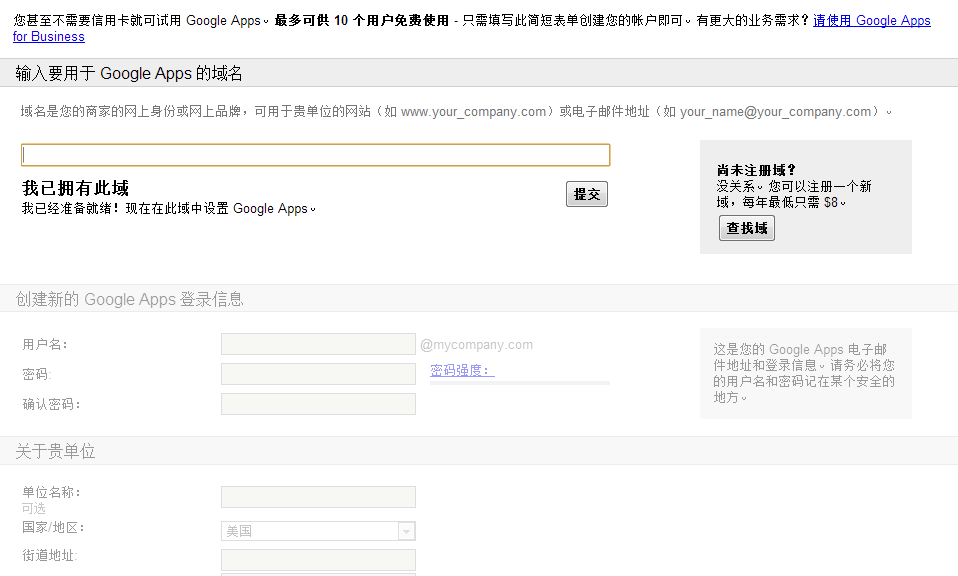 您甚至不需要信用卡就可试用 Google Apps。最多可供 10 个用户免费使用 - 只需填写此简短表单创建您的帐户即可。有更大的业务需求？请使用 Google Apps
for Business
输入要用于 Google Apps 的域名
域名是您的商家的网上身份或网上品牌，可用于贵单位的网站（如 www.your_company.com）或电子邮件地址（如 your_name@your_company.com）。
我已拥有此域
我已经准备就绪！现在在此域中设置 Google Apps。
提交
尚未注册域？
没关系。您可以注册一个新
域，每年最低只需 $8。
查找域
创建新的 Google Apps 登录信息
用户名：
@mycompany.com
密码:
密码强度：
确认密码：
这是您的 Google Apps 电子邮
件地址和登录信息。请务必将您
的用户名和密码记在某个安全的
地方。
关于贵单位
单位名称：
可选
国家/地区：
美国
街道地址: